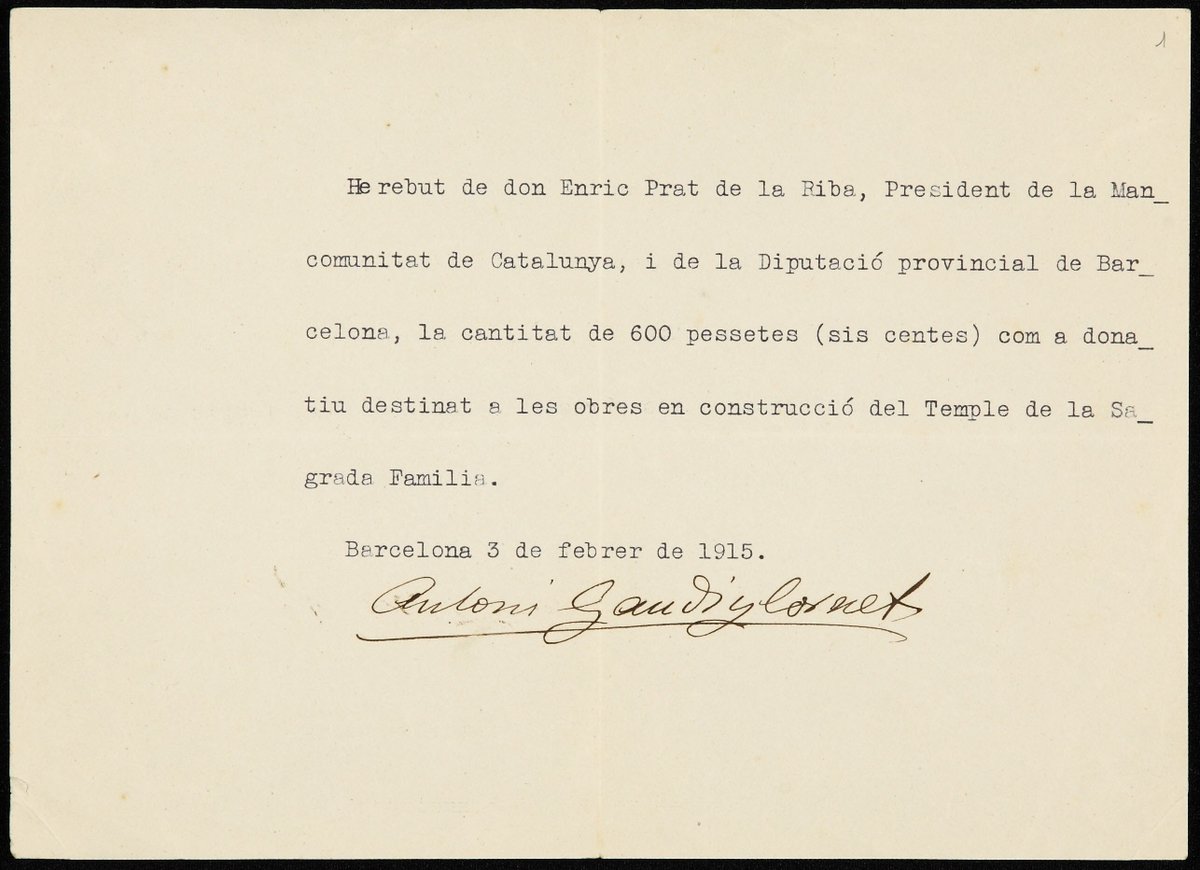 1
He rebut de don Enric Prat de la Riba, President de la Man_
comunitat de Catalunya, i de la Diputació provincial de Bar_
celona, la cantitat de 600 pessetes (sis centes) com a dona_
tiu destinat a les obres en construcció del Temple de la Sa_
grada Familia.
Barcelona 3 de febrer de 1915.
Antoni Gaudi y Cornet